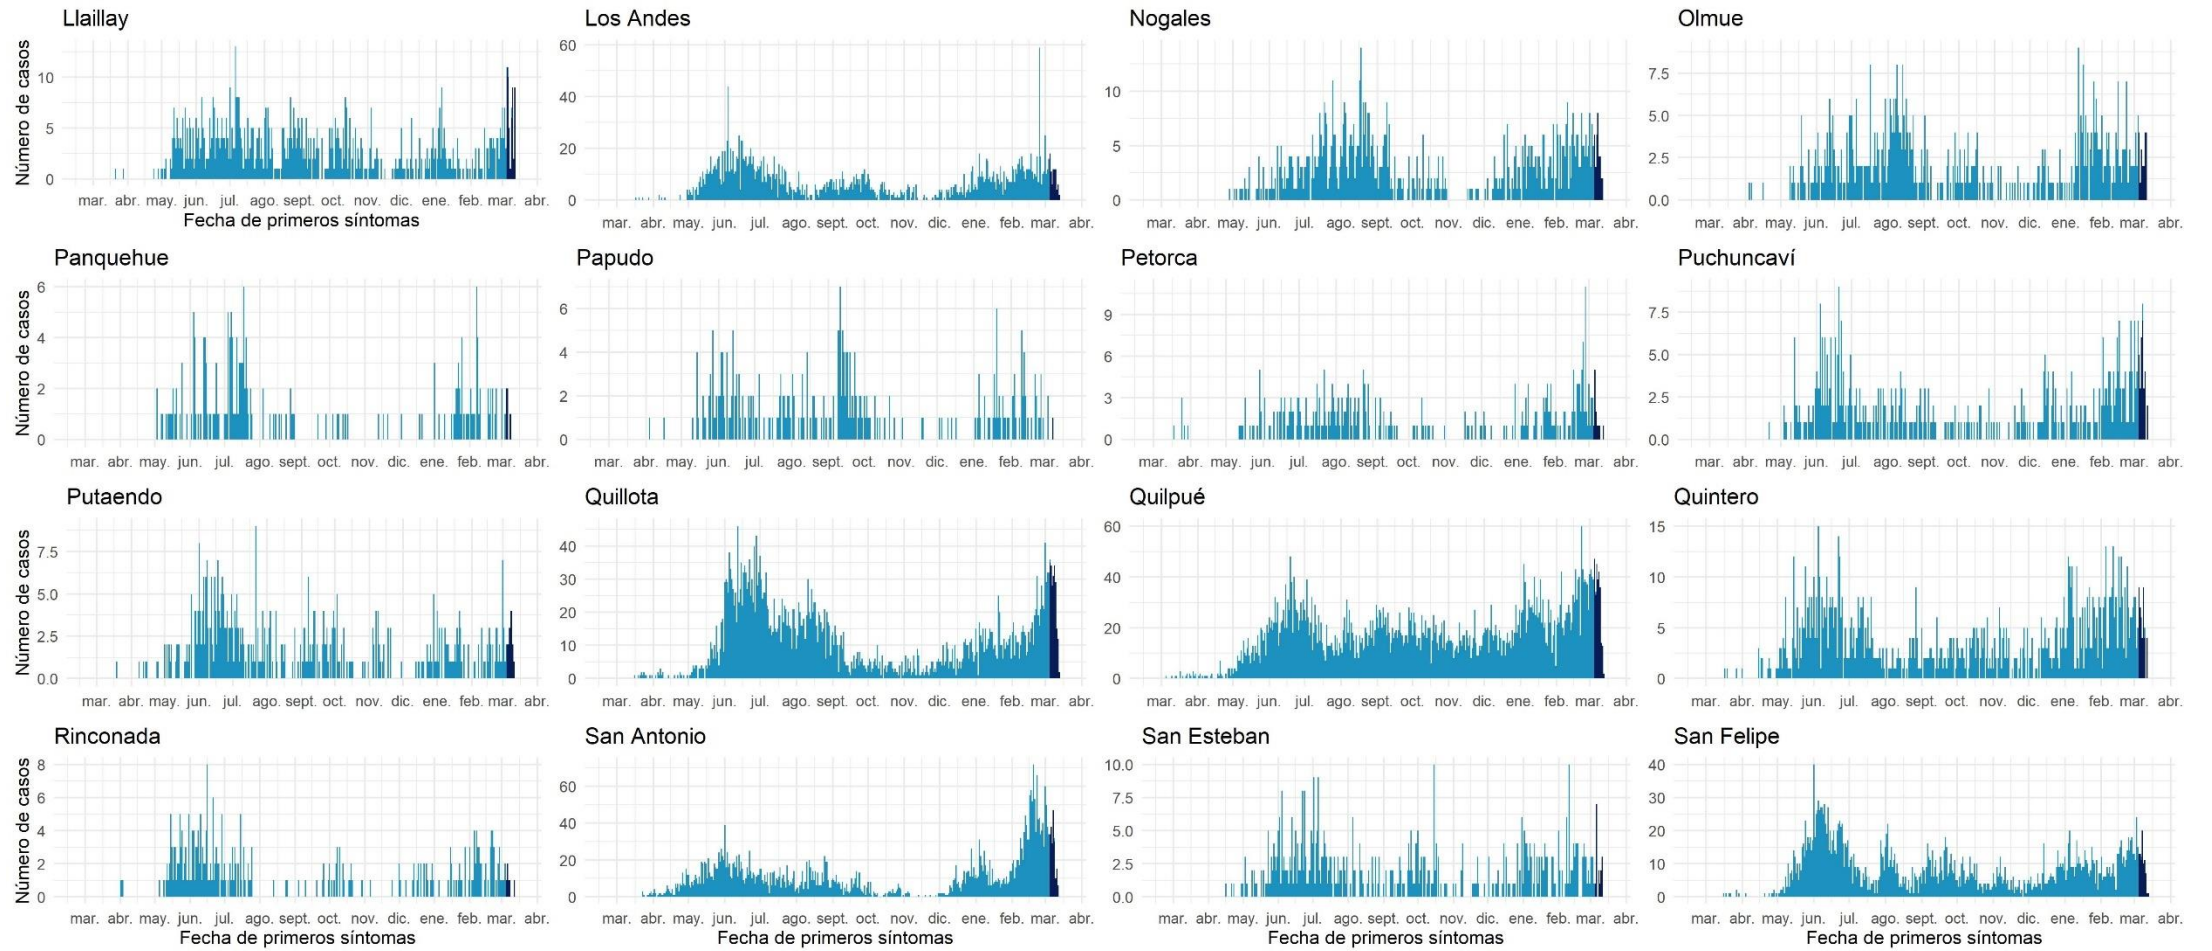 Llaillay
Número de casos
10
5
0
mar. abr. may. jun. jul. ago. sept. oct. nov. dic. ene. feb. mar. abr.
Fecha de primeros síntomas
Los Andes
60
40
20
0
mar. abr. may. jun. jul. ago. sept. oct. nov. dic. ene. feb. mar. abr.
Nogales
10
5
0
mar. abr. may. jun. jul. ago. sept. oct. nov. dic. ene. feb. mar. abr.
Olmue
7.5
5.0
2.5
0.0
mar. abr. may. jun. jul. ago. sept. oct. nov. dic. ene. feb. mar. abr.
Panquehue
Número de casos
6
4
2
0
mar. abr. may. jun. jul. ago. sept. oct. nov. dic. ene. feb. mar. abr.
Papudo
6
4
2
0
mar. abr. may. jun. jul. ago. sept. oct. nov. dic. ene. feb. mar. abr.
Petorca
9
6
3
0
mar. abr. may. jun. jul. ago. sept. oct. nov. dic. ene. feb. mar. abr.
Puchuncaví
7.5
5.0
2.5
0.0
mar. abr. may. jun. jul. ago. sept. oct. nov. dic. ene. feb. mar. abr.
Putaendo
Número de casos
7.5
5.0
2.5
0.0
mar. abr. may. jun. jul. ago. sept. oct. nov. dic. ene. feb. mar. abr.
Quillota
40
30
20
10
0
mar. abr. may. jun. jul. ago. sept. oct. nov. dic. ene. feb. mar. abr.
Quilpué
60
40
20
0
mar. abr. may. jun. jul. ago. sept. oct. nov. dic. ene. feb. mar. abr.
Quintero
15
10
5
0
mar. abr. may. jun. jul. ago. sept. oct. nov. dic. ene. feb. mar. abr.
Rinconada
Número de casos
8
6
4
2
0
mar. abr. may. jun. jul. ago. sept. oct. nov. dic. ene. feb. mar. abr.
Fecha de primeros síntomas
San Antonio
60
40
20
0
mar. abr. may. jun. jul. ago. sept. oct. nov. dic. ene. feb. mar. abr.
Fecha de primeros síntomas
San Esteban
10.0
7.5
5.0
2.5
0.0
mar. abr. may. jun. jul. ago. sept. oct. nov. dic. ene. feb. mar. abr.
Fecha de primeros síntomas
San Felipe
40
30
20
10
0
mar. abr. may. jun. jul. ago. sept. oct. nov. dic. ene. feb. mar. abr.
Fecha de primeros síntomas